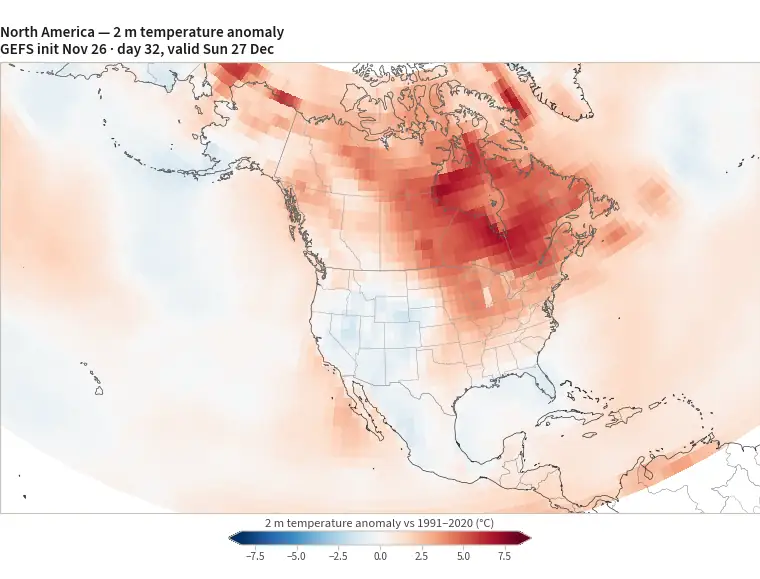 North America — 2 m temperature anomaly
GEFS init Nov 26 · day 32, valid Sun 27 Dec
2 m temperature anomaly vs 1991–2020 (°C)
−7.5 −5.0 −2.5 0.0 2.5 5.0 7.5